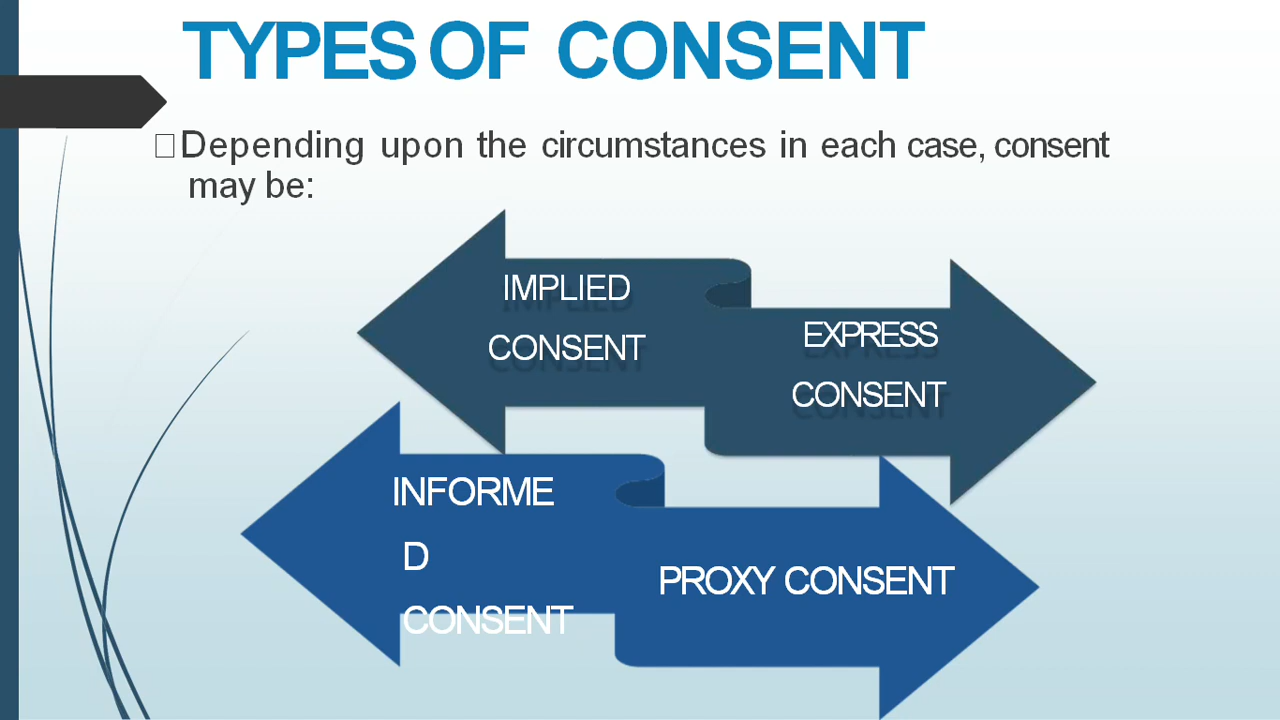 TYPES OF CONSENT
□Depending upon the circumstances in each case, consent
may be:
IMPLIED
CONSENT
EXPRESS
CONSENT
INFORME
D
CONSENT
PROXY CONSENT